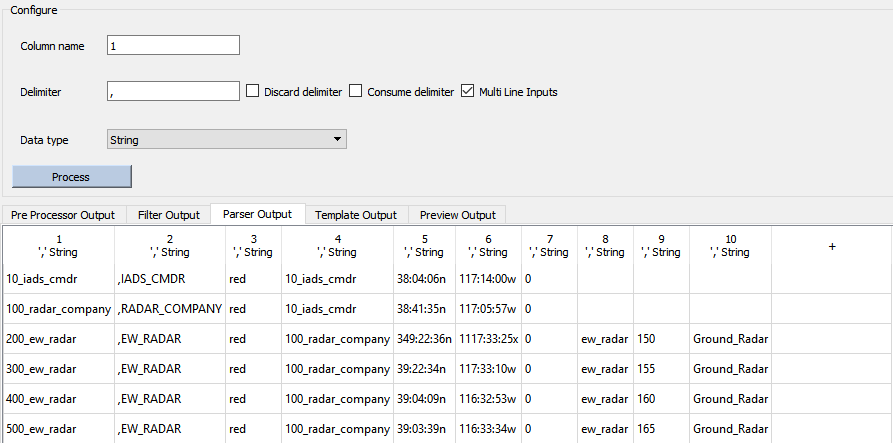 Configure
Column name 1
Delimiter , Discard delimiter Consume delimiter Multi Line Inputs
Data type String
Process
Pre Processor Output Filter Output Parser Output Template Output Preview Output
1 2 3 4 5 6 7 8 9 10 +
',' String ',' String ',' String ',' String ',' String ',' String ',' String ',' String ',' String ',' String
10_iads_cmdr ,IADS_CMDR red 10_iads_cmdr 38:04:06n 117:14:00w 0
100_radar_company ,RADAR_COMPANY red 10_iads_cmdr 38:41:35n 117:05:57w 0
200_ew_radar ,EW_RADAR red 100_radar_company 349:22:36n 1117:33:25x 0 ew_radar 150 Ground_Radar
300_ew_radar ,EW_RADAR red 100_radar_company 39:22:34n 117:33:10w 0 ew_radar 155 Ground_Radar
400_ew_radar ,EW_RADAR red 100_radar_company 39:04:09n 116:32:53w 0 ew_radar 160 Ground_Radar
500_ew_radar ,EW_RADAR red 100_radar_company 39:03:39n 116:33:34w 0 ew_radar 165 Ground_Radar